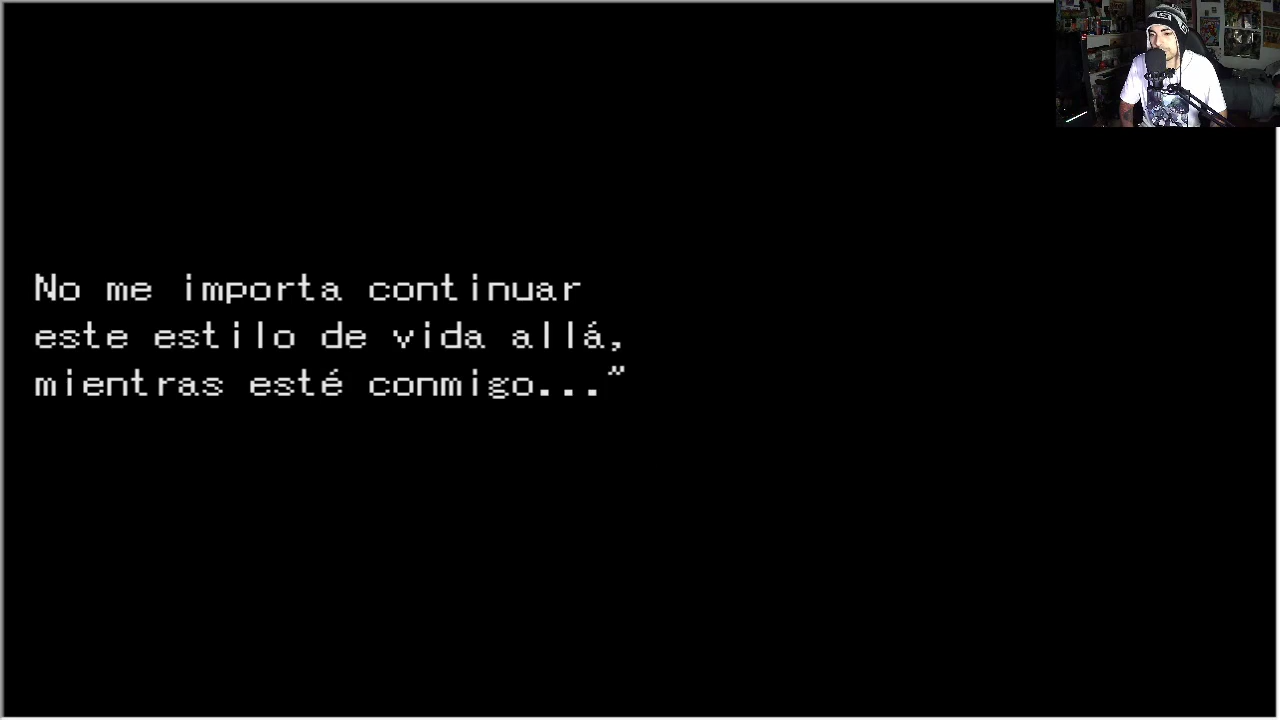 No me importa continuar
este estilo de vida allá,
mientras esté conmigo..."